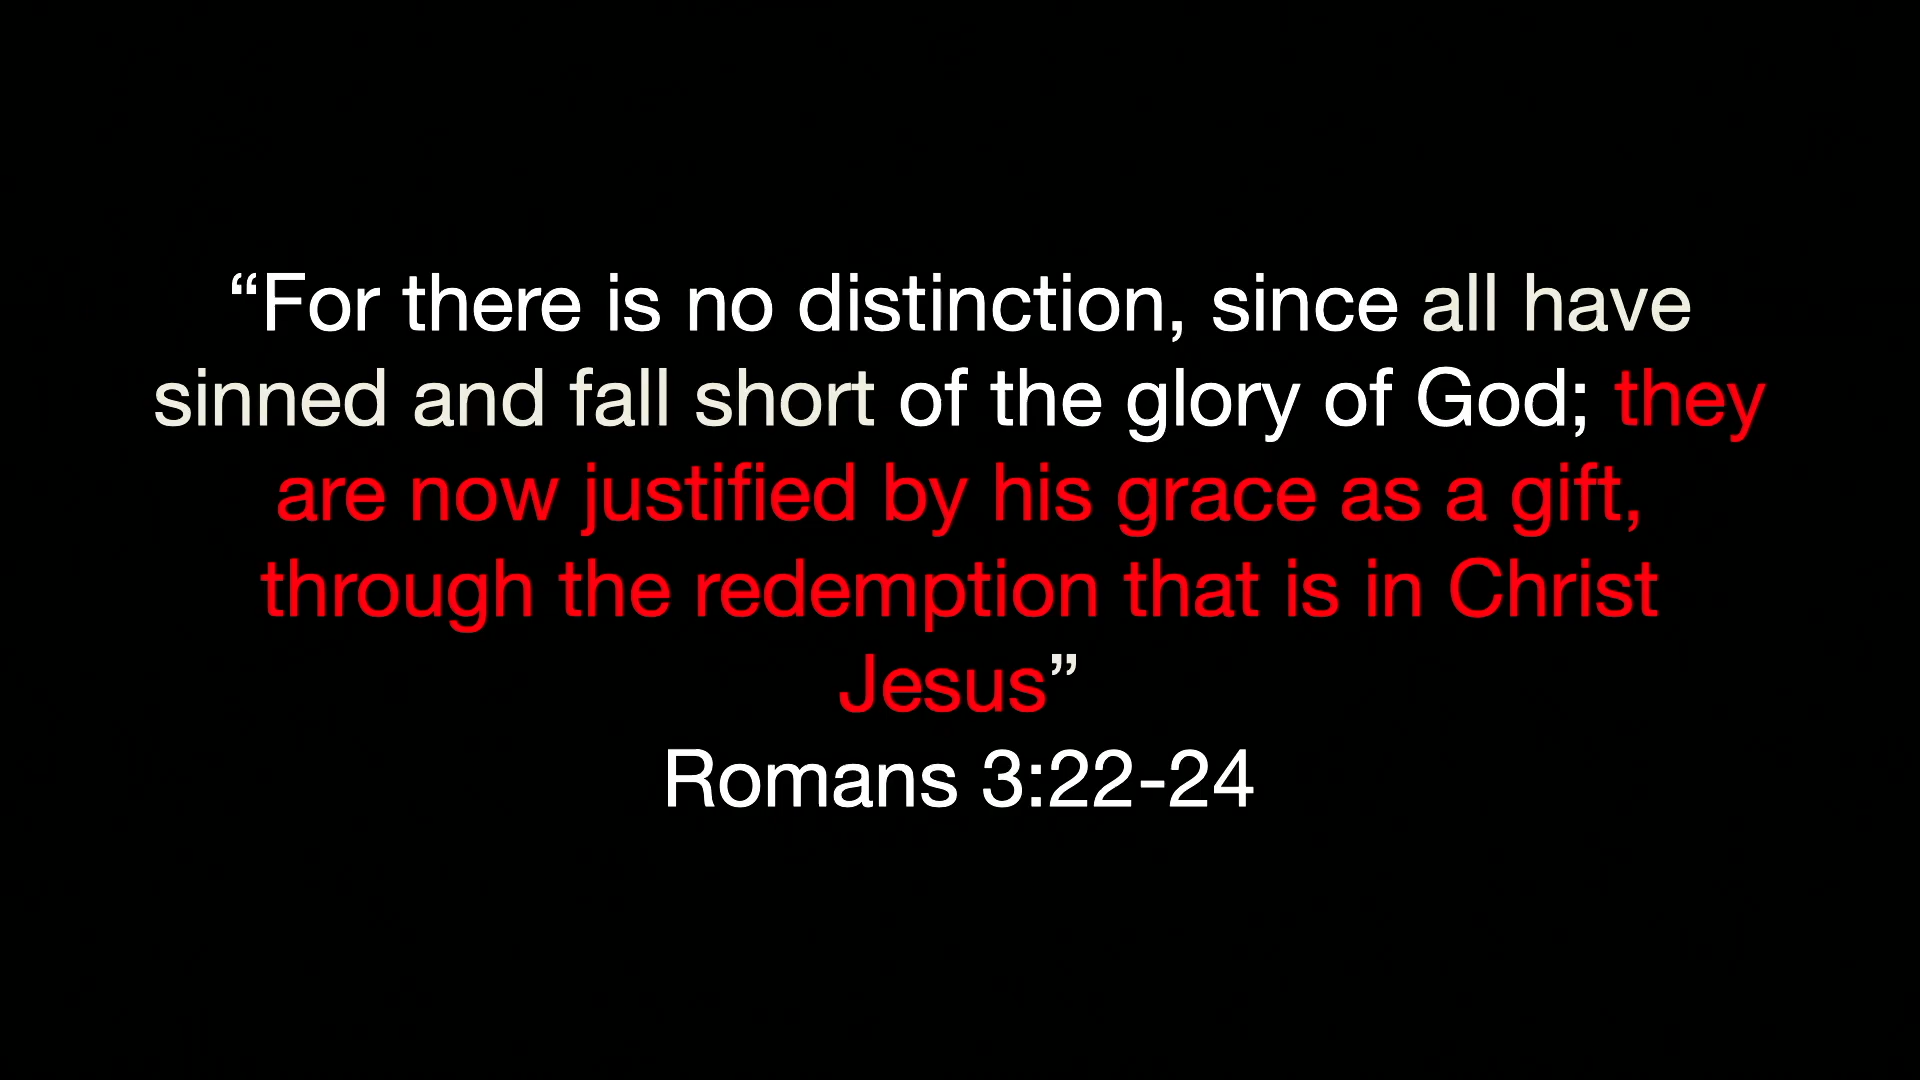 “For there is no distinction, since all have
sinned and fall short of the glory of God; they
are now justified by his grace as a gift,
through the redemption that is in Christ
Jesus”
Romans 3:22-24